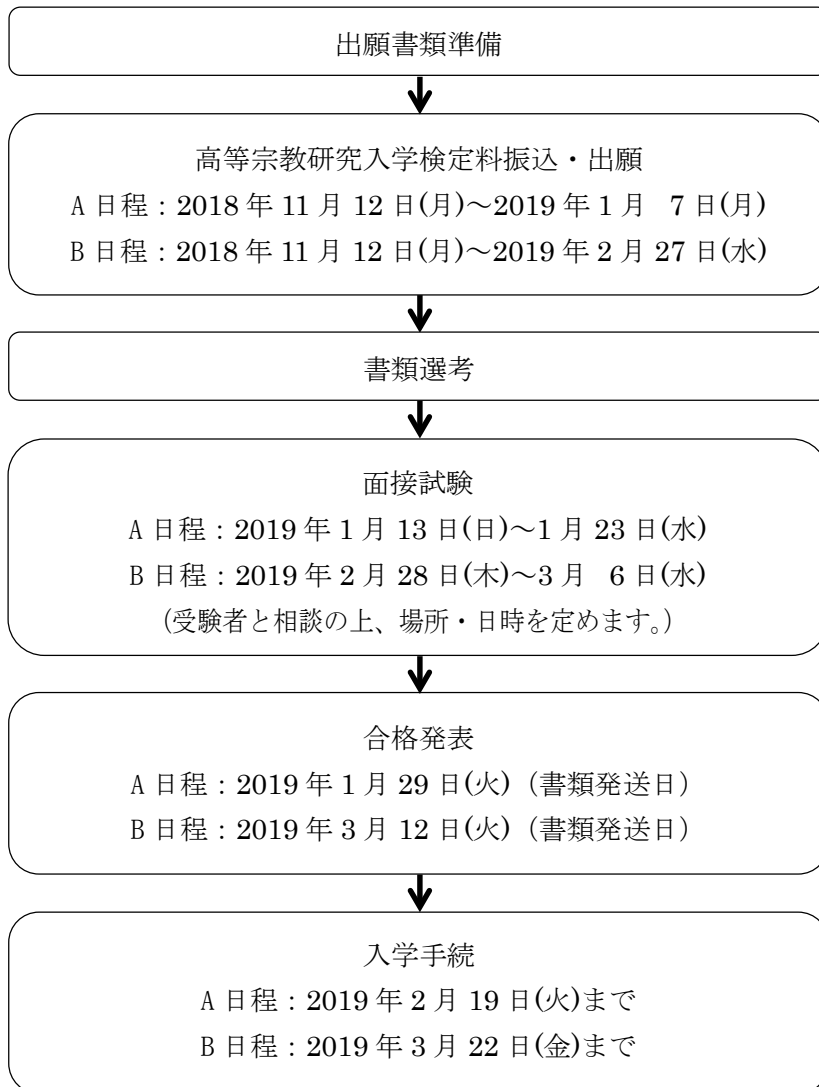 出願書類準備
高等宗教研究入学検定料振込・出願
A 日程：2018 年 11 月 12 日(月)～2019 年 1 月 7 日(月)
B 日程：2018 年 11 月 12 日(月)～2019 年 2 月 27 日(水)
書類選考
面接試験
A 日程：2019 年 1 月 13 日(日)～1 月 23 日(水)
B 日程：2019 年 2 月 28 日(木)～3 月 6 日(水)
（受験者と相談の上、場所・日時を定めます。）
合格発表
A 日程：2019 年 1 月 29 日(火)（書類発送日）
B 日程：2019 年 3 月 12 日(火)（書類発送日）
入学手続
A 日程：2019 年 2 月 19 日(火)まで
B 日程：2019 年 3 月 22 日(金)まで